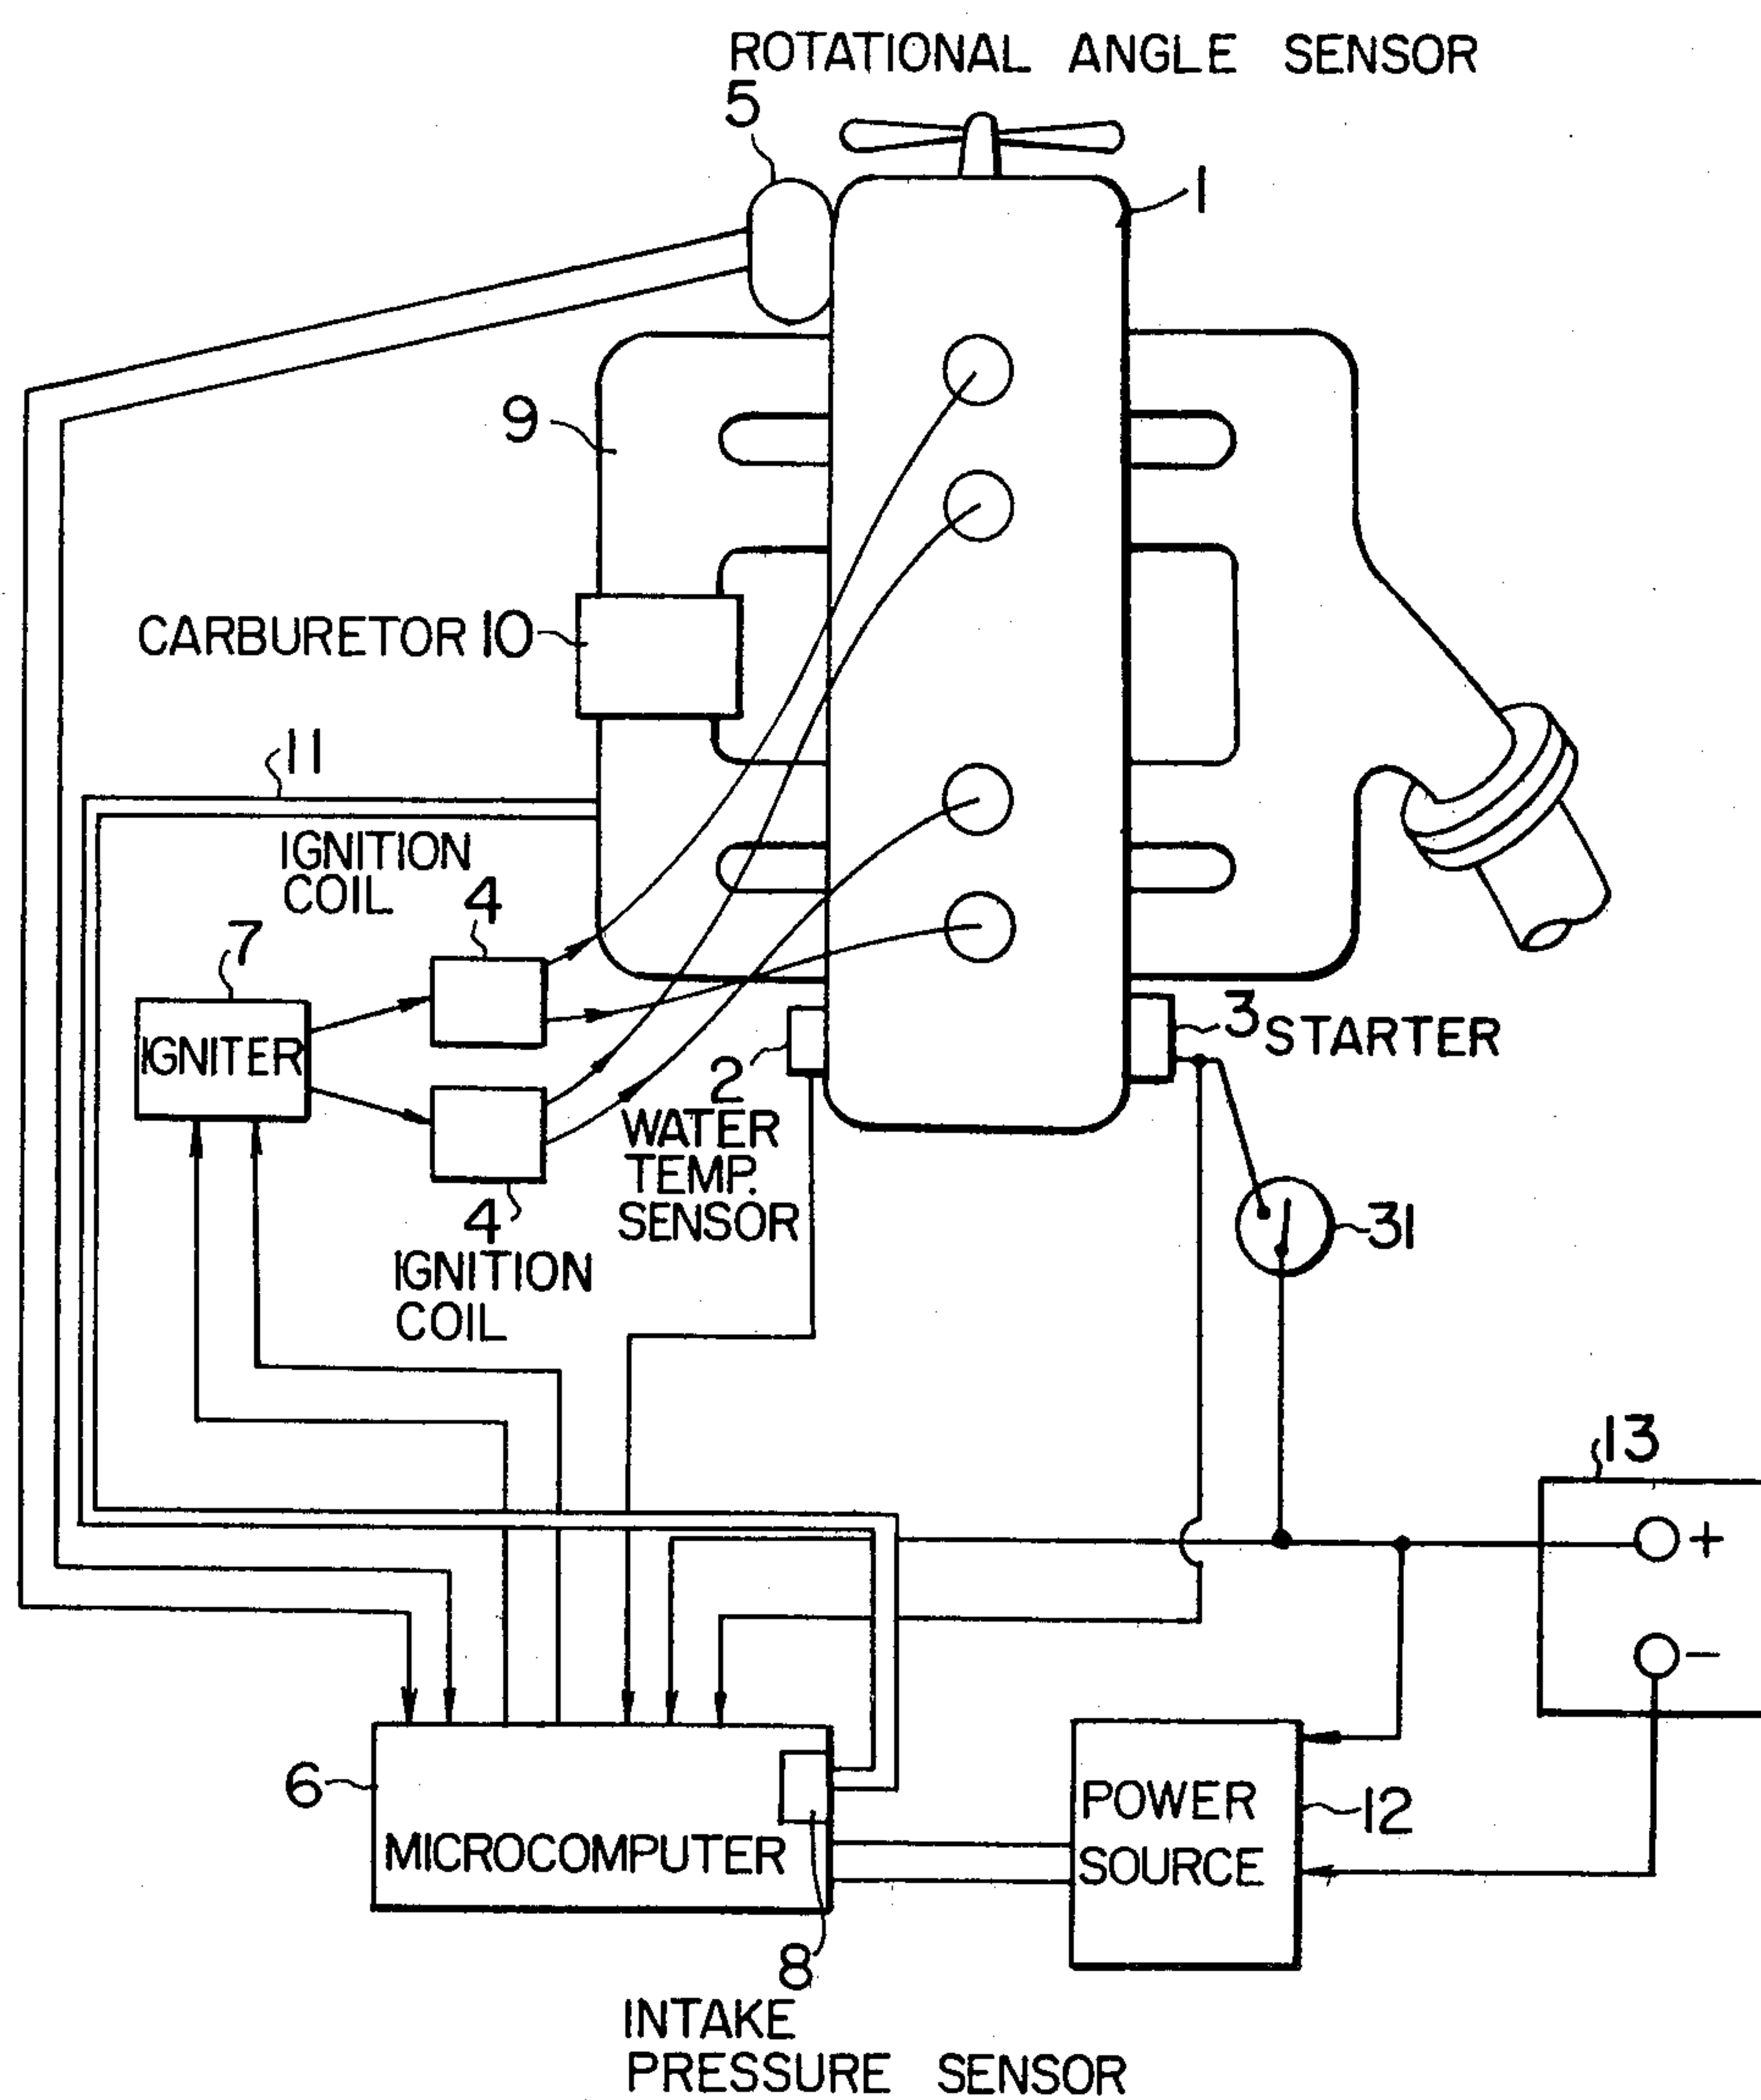 ROTATIONAL ANGLE SENSOR
5
1
9
CARBURETOR 10
11
IGNITION
COIL
4
7
IGNITER
3 STARTER
2
WATER
TEMP.
SENSOR
4
IGNITION
COIL
31
13
+
−
6
MICROCOMPUTER
POWER
SOURCE
12
8
INTAKE
PRESSURE SENSOR